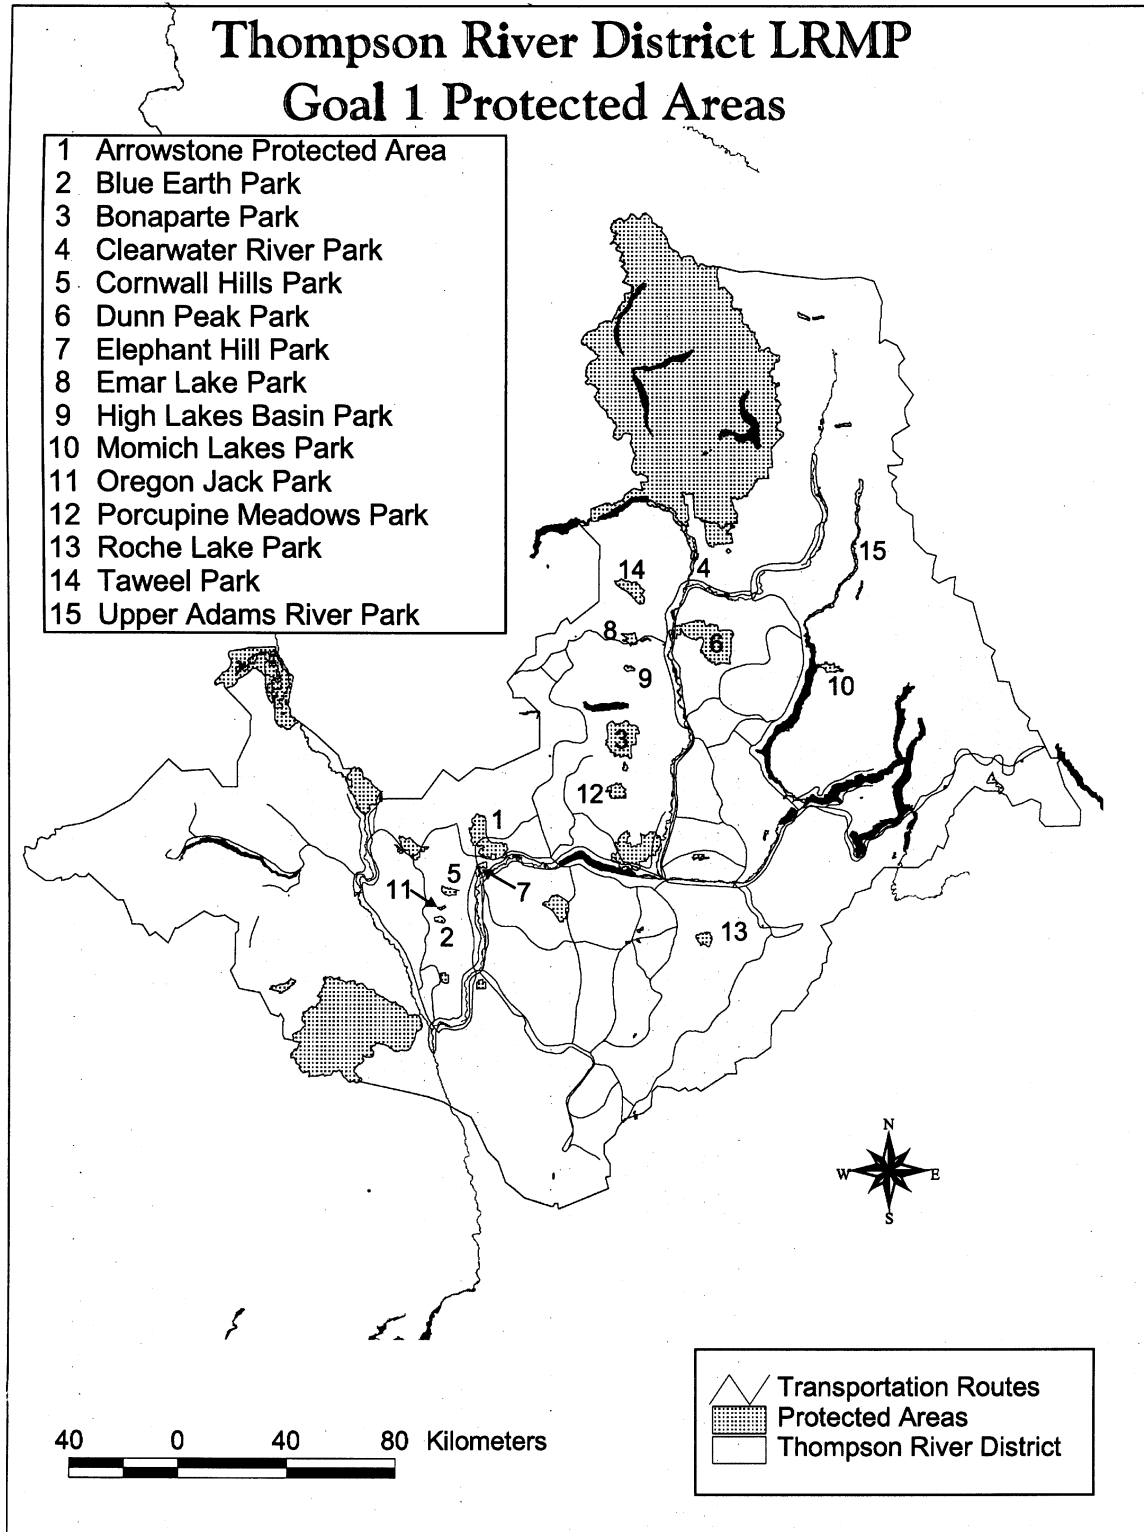 Thompson River District LRMP
Goal 1 Protected Areas
1 Arrowstone Protected Area
2 Blue Earth Park
3 Bonaparte Park
4 Clearwater River Park
5 Cornwall Hills Park
6 Dunn Peak Park
7 Elephant Hill Park
8 Emar Lake Park
9 High Lakes Basin Park
10 Momich Lakes Park
11 Oregon Jack Park
12 Porcupine Meadows Park
13 Roche Lake Park
14 Taweel Park
15 Upper Adams River Park
15
14
4
8
6
9
10
3
12
1
5
11
7
2
13
N
W E
S
Transportation Routes
Protected Areas
Thompson River District
40 0 40 80 Kilometers